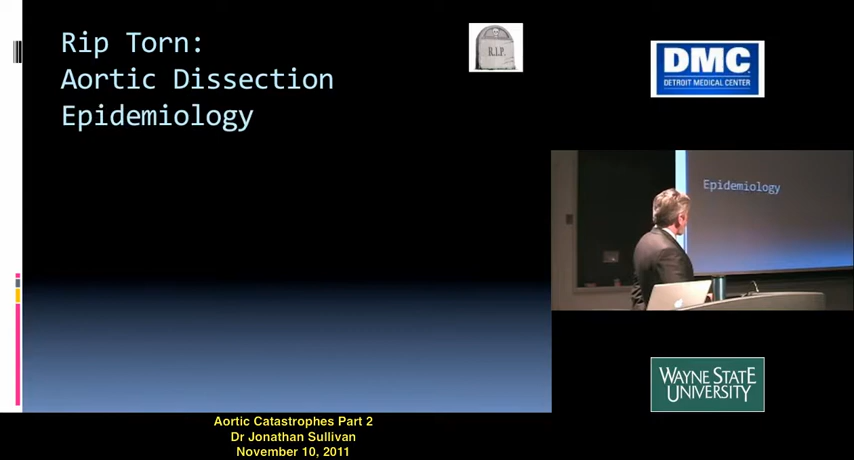 Rip Torn:
Aortic Dissection
Epidemiology
R.I.P.
DMC
DETROIT MEDICAL CENTER
Epidemiology
WAYNE STATE
UNIVERSITY
Aortic Catastrophes Part 2
Dr Jonathan Sullivan
November 10, 2011